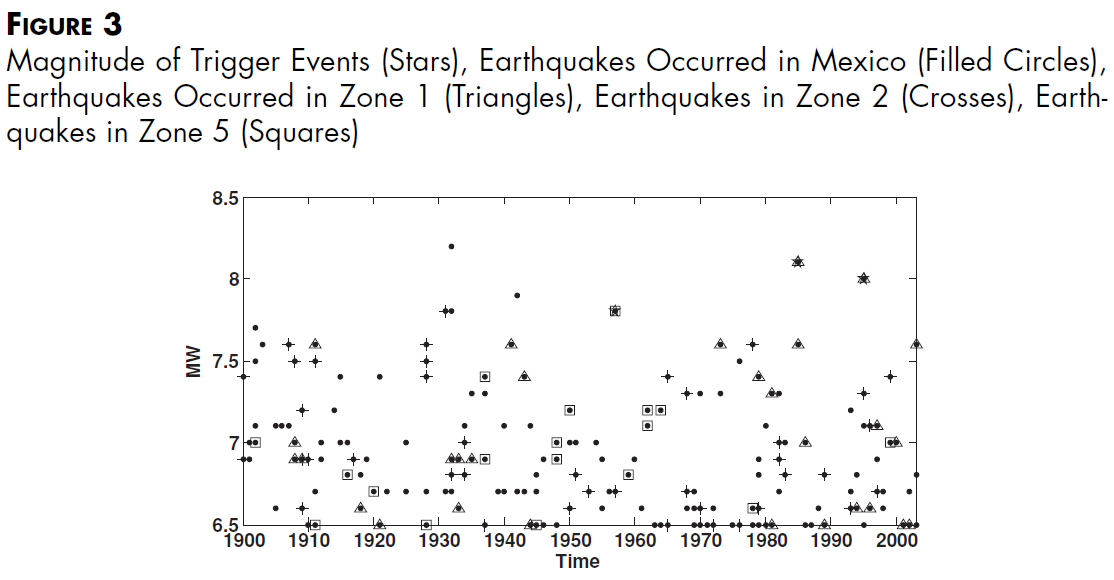 FIGURE 3
Magnitude of Trigger Events (Stars), Earthquakes Occurred in Mexico (Filled Circles),
Earthquakes Occurred in Zone 1 (Triangles), Earthquakes in Zone 2 (Crosses), Earth-
quakes in Zone 5 (Squares)
8.5
8
7.5
MW
7
6.5
1900 1910 1920 1930 1940 1950 1960 1970 1980 1990 2000
Time